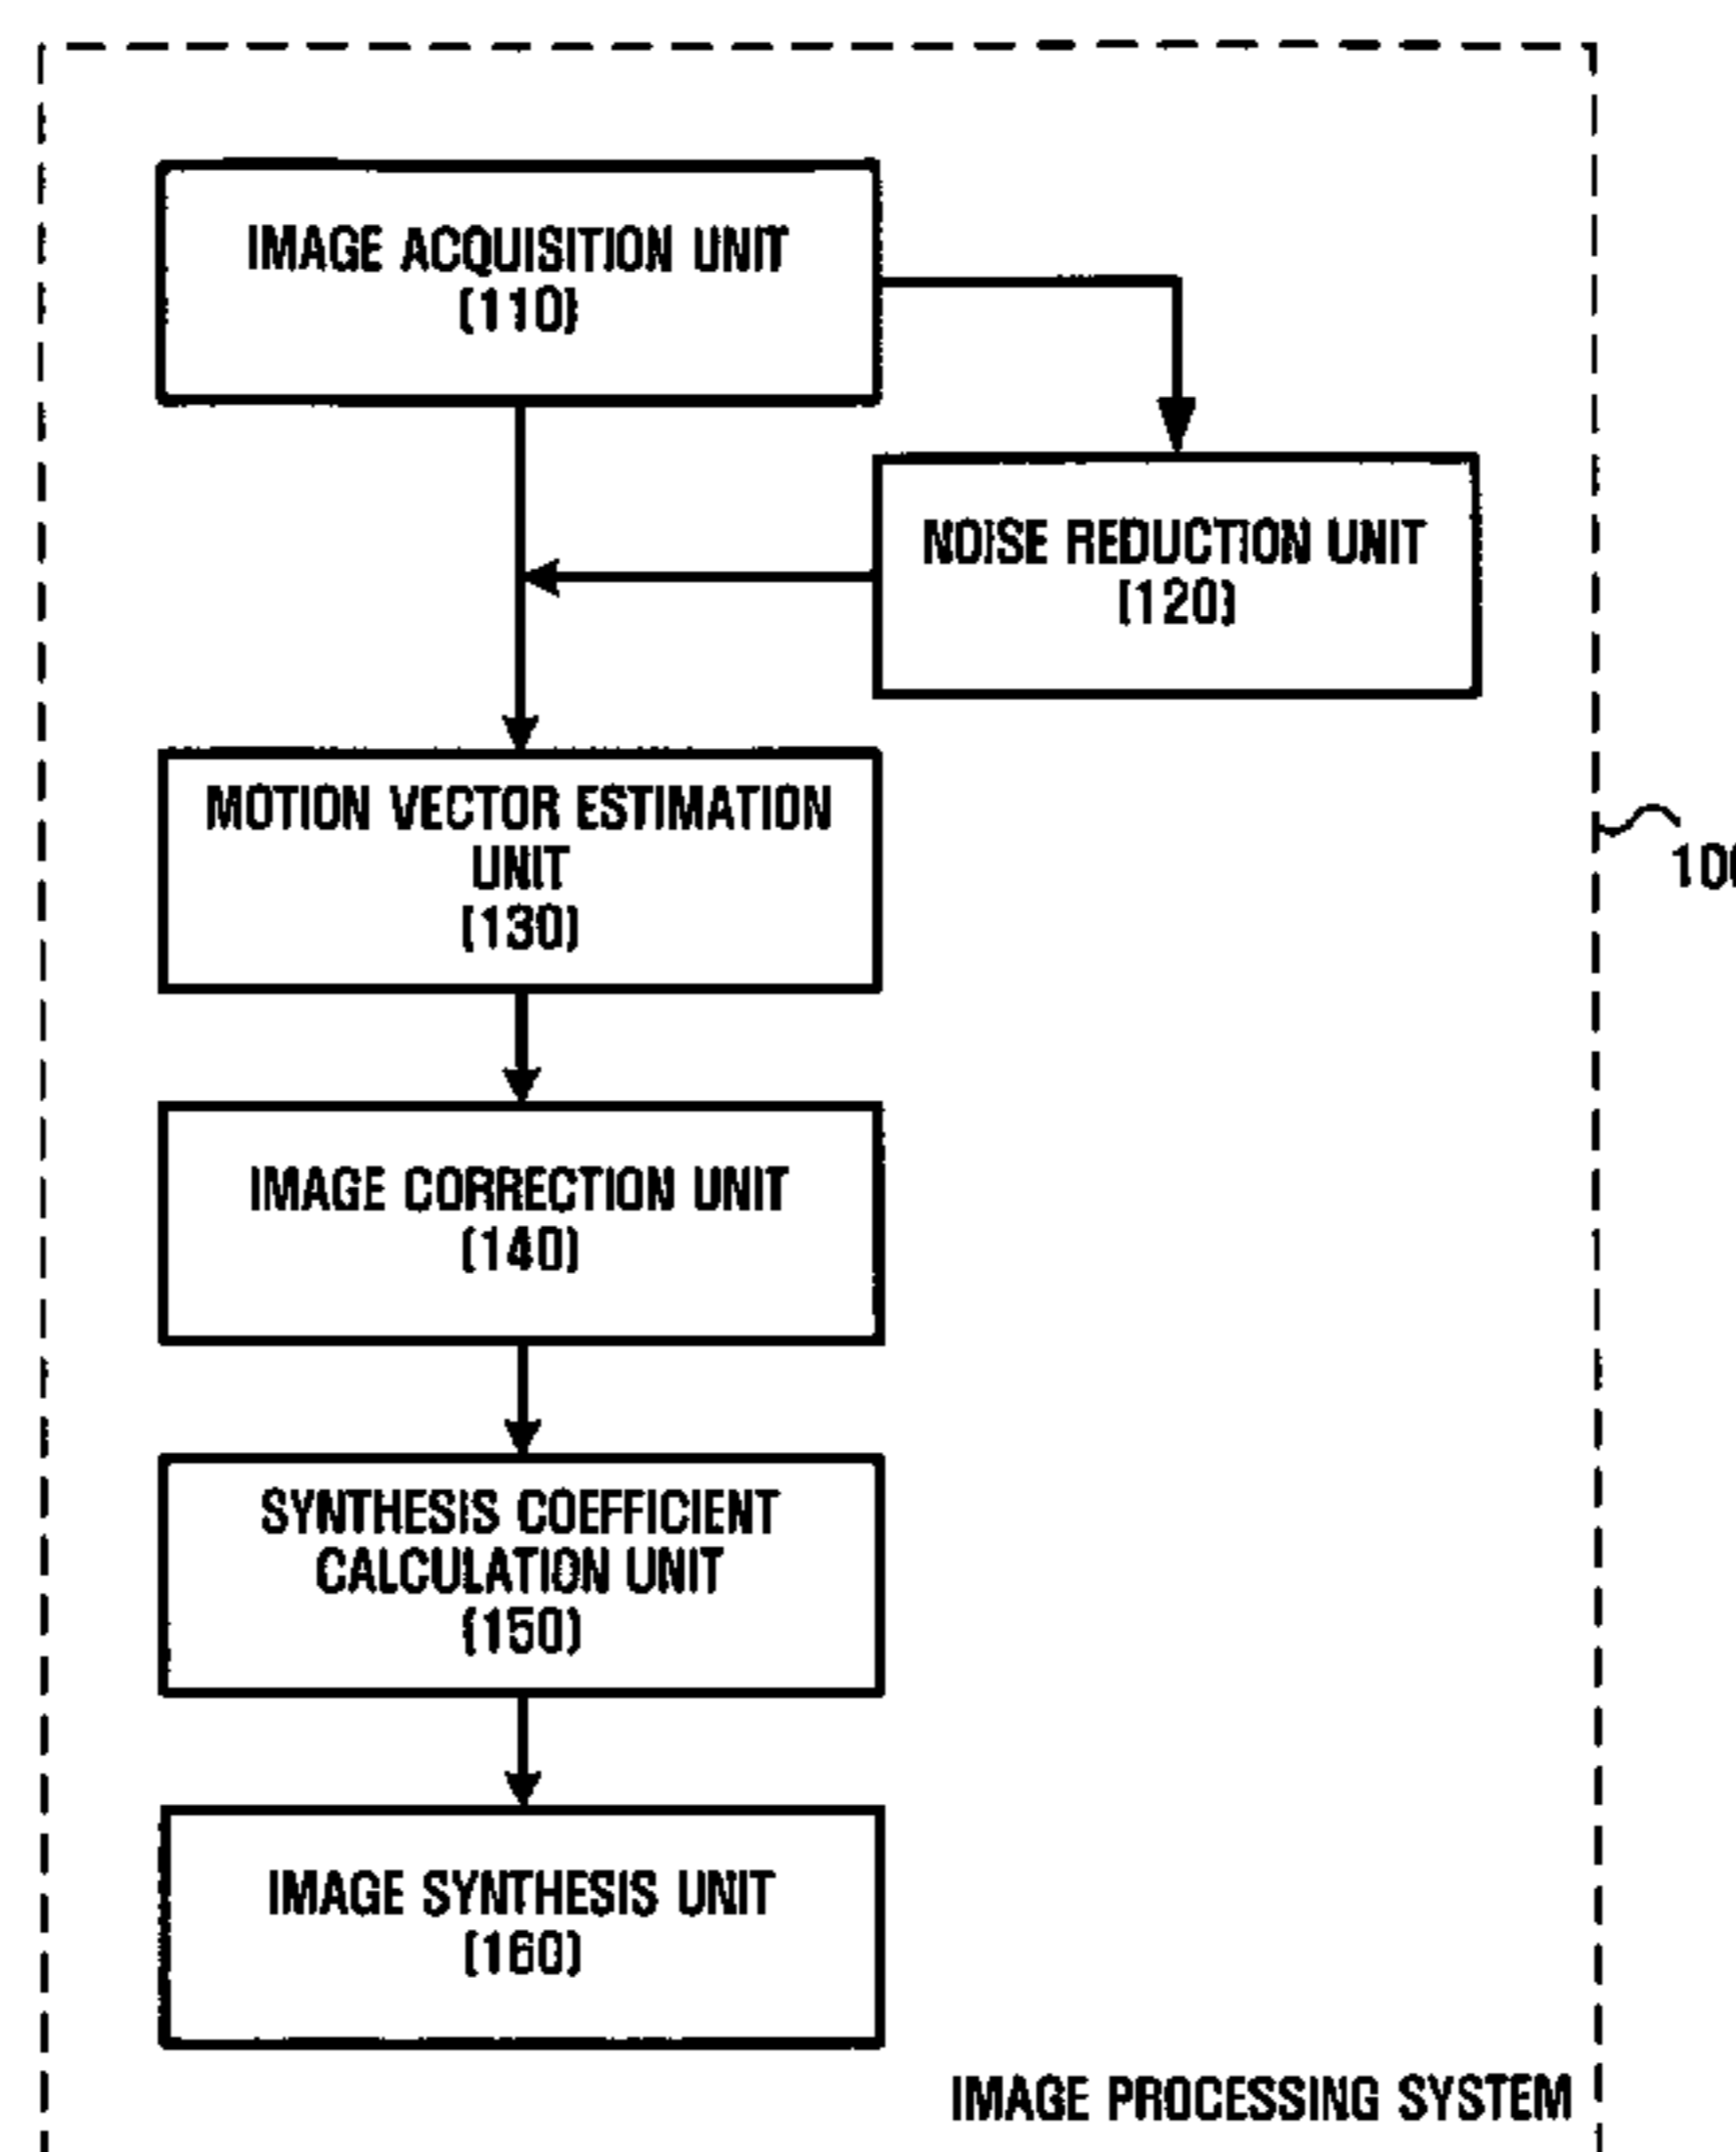 IMAGE ACQUISITION UNIT
(110)
NOISE REDUCTION UNIT
(120)
MOTION VECTOR ESTIMATION
UNIT
(130)
IMAGE CORRECTION UNIT
(140)
SYNTHESIS COEFFICIENT
CALCULATION UNIT
(150)
IMAGE SYNTHESIS UNIT
(160)
IMAGE PROCESSING SYSTEM